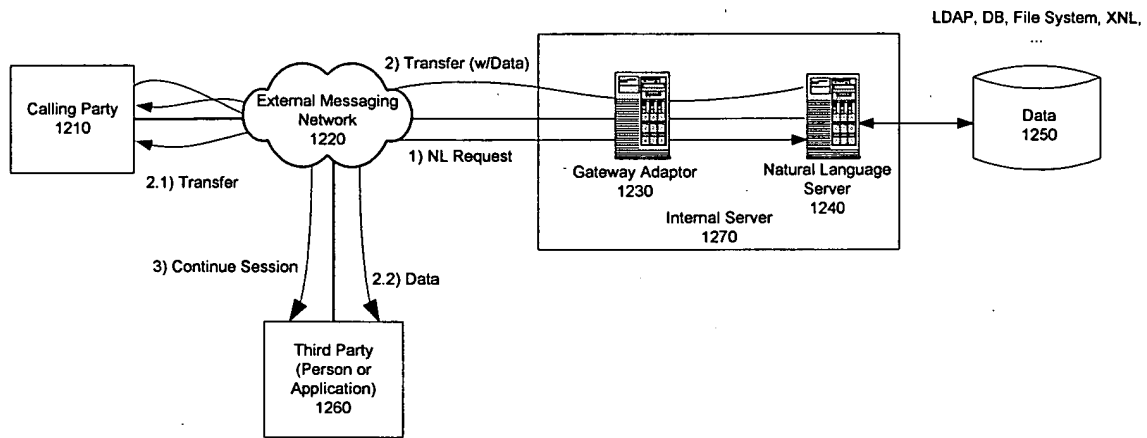 LDAP, DB, File System, XNL,
...
2) Transfer (w/Data)
Calling Party
1210
External Messaging
Network
1220
Data
1250
1) NL Request
Gateway Adaptor
1230
Natural Language
Server
1240
2.1) Transfer
Internal Server
1270
3) Continue Session
2.2) Data
Third Party
(Person or
Application)
1260